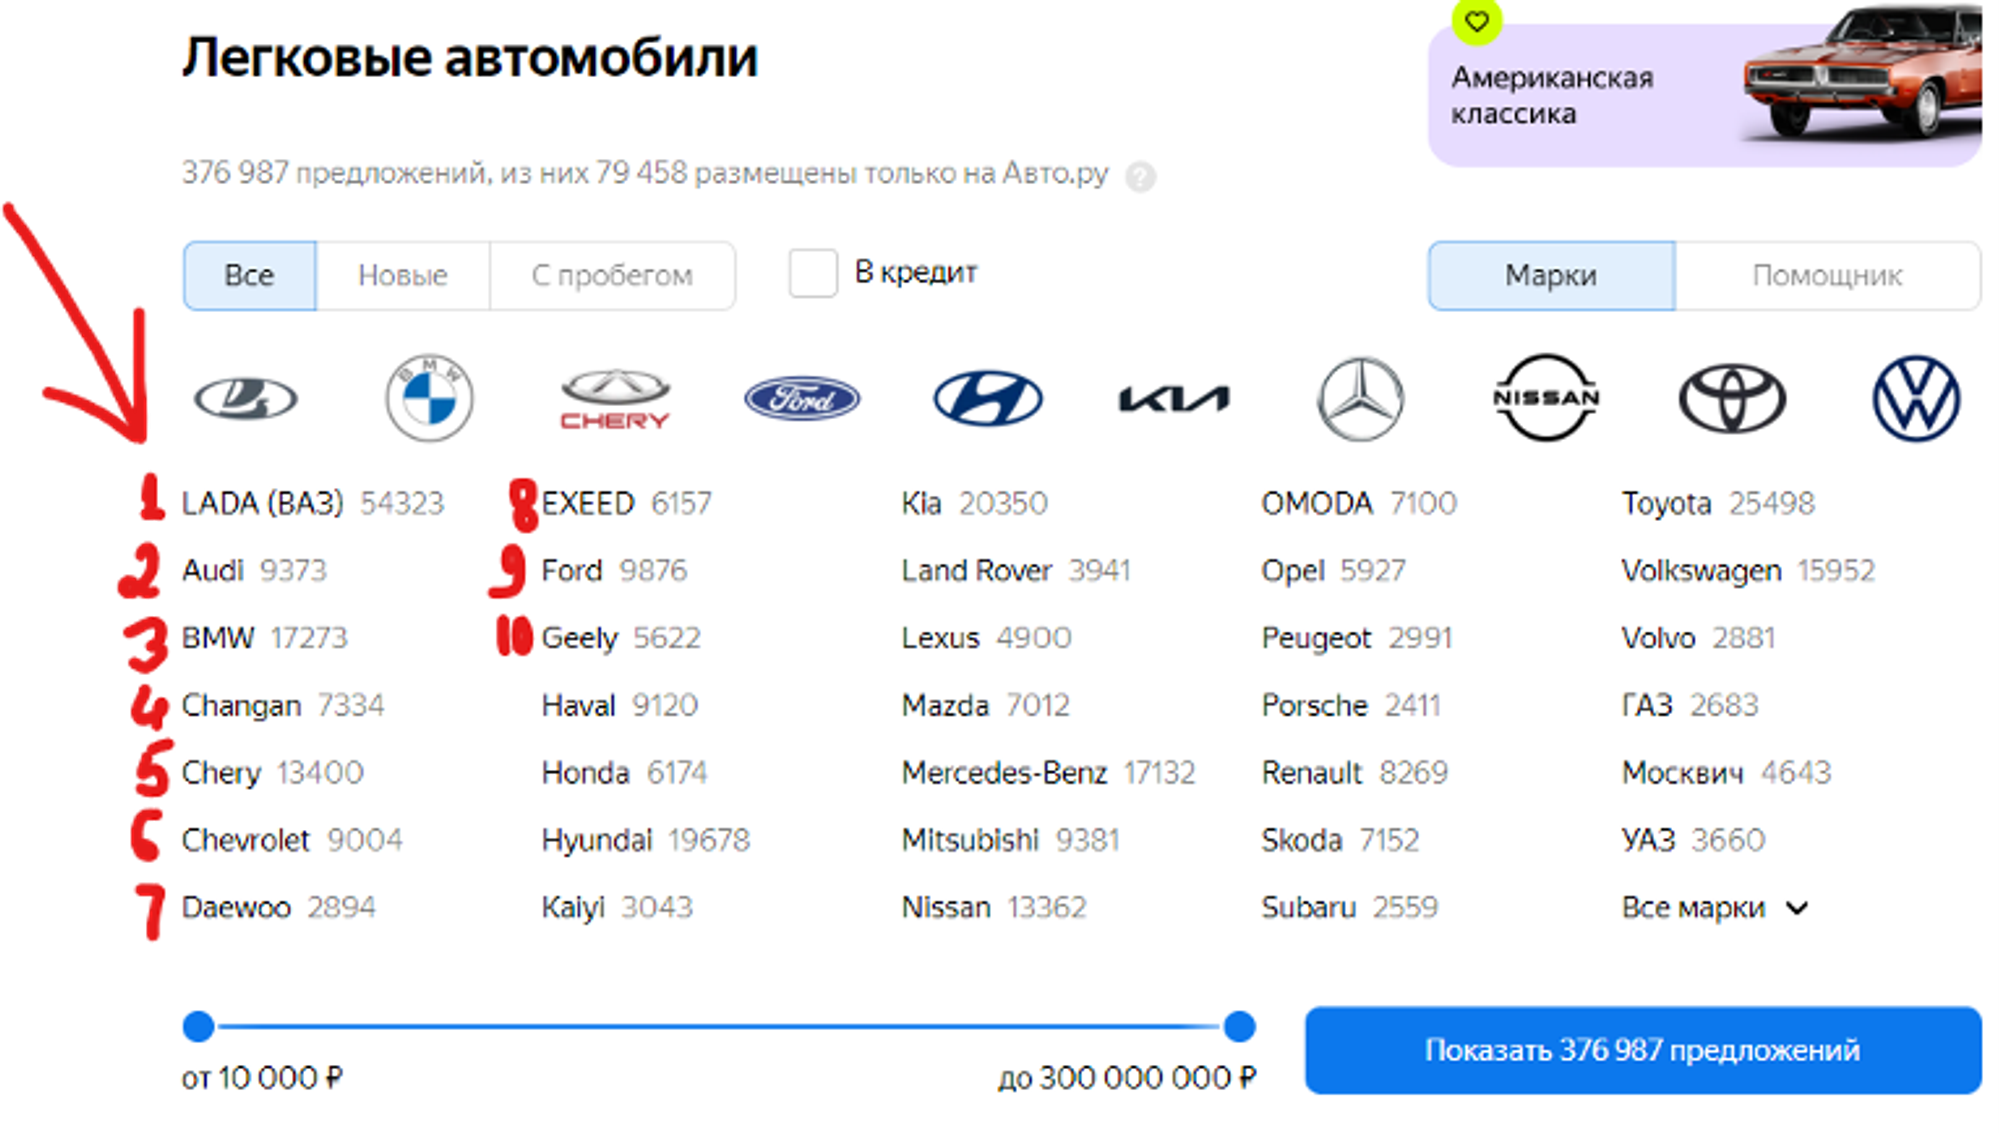 Легковые автомобили
Американская
классика
376 987 предложений, из них 79 458 размещены только на Авто.ру ?
Все Новые С пробегом В кредит Марки Помощник
BMW CHERY Ford KIA NISSAN
1 LADA (ВАЗ) 54323 8 EXEED 6157 Kia 20350 OMODA 7100 Toyota 25498
2 Audi 9373 9 Ford 9876 Land Rover 3941 Opel 5927 Volkswagen 15952
3 BMW 17273 10 Geely 5622 Lexus 4900 Peugeot 2991 Volvo 2881
4 Changan 7334 Haval 9120 Mazda 7012 Porsche 2411 ГАЗ 2683
5 Chery 13400 Honda 6174 Mercedes-Benz 17132 Renault 8269 Москвич 4643
6 Chevrolet 9004 Hyundai 19678 Mitsubishi 9381 Skoda 7152 УАЗ 3660
7 Daewoo 2894 Kaiyi 3043 Nissan 13362 Subaru 2559 Все марки
от 10 000 ₽ до 300 000 000 ₽ Показать 376 987 предложений